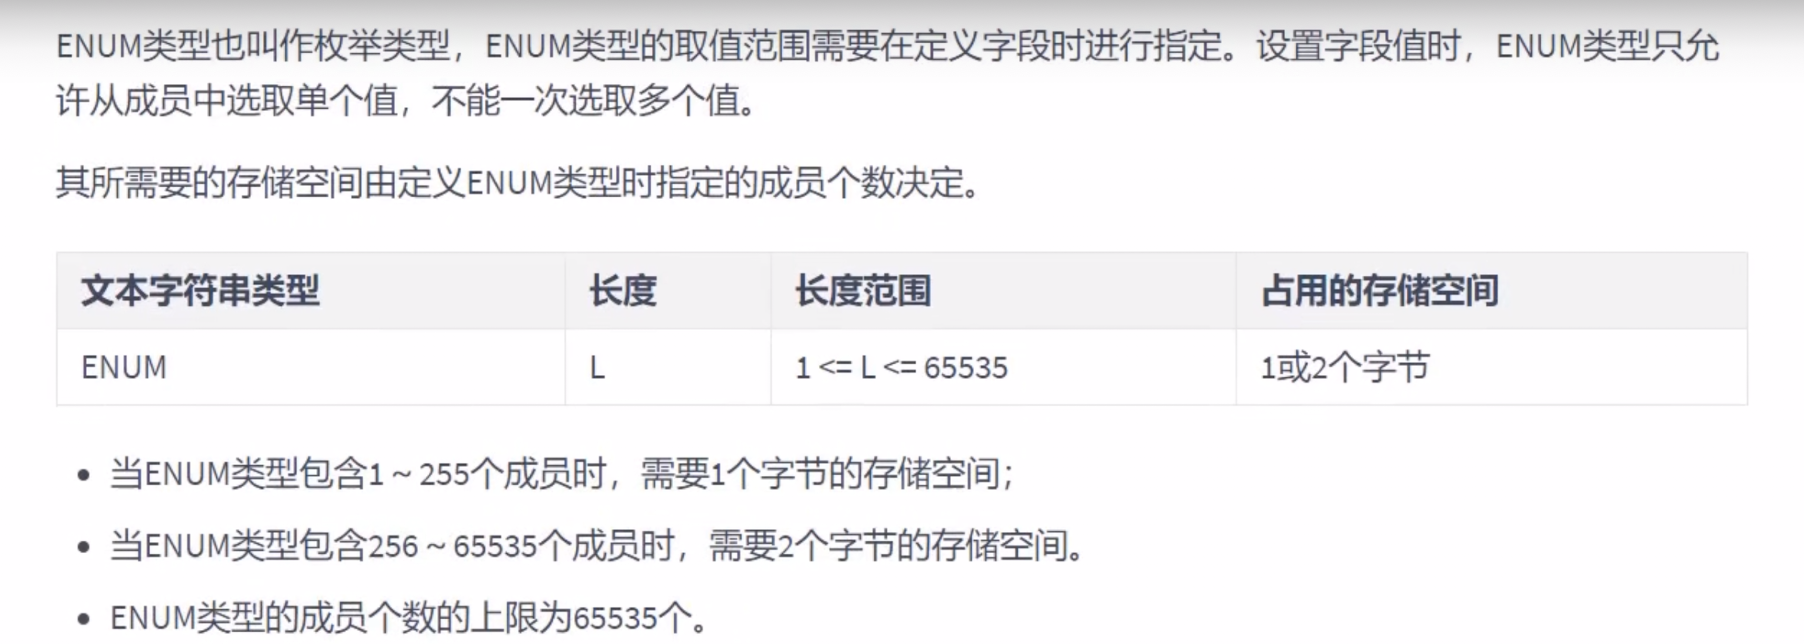 ENUM类型也叫作枚举类型，ENUM类型的取值范围需要在定义字段时进行指定。设置字段值时，ENUM类型只允
许从成员中选取单个值，不能一次选取多个值。
其所需要的存储空间由定义ENUM类型时指定的成员个数决定。
文本字符串类型 长度 长度范围 占用的存储空间
ENUM L 1 <= L <= 65535 1或2个字节
• 当ENUM类型包含1～255个成员时，需要1个字节的存储空间；
• 当ENUM类型包含256～65535个成员时，需要2个字节的存储空间。
• ENUM类型的成员个数的上限为65535个。